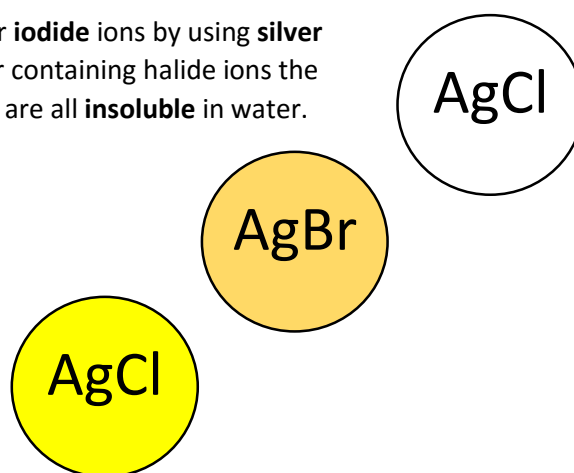 r iodide ions by using silver
r containing halide ions the
are all insoluble in water.
AgCl
AgBr
AgCl